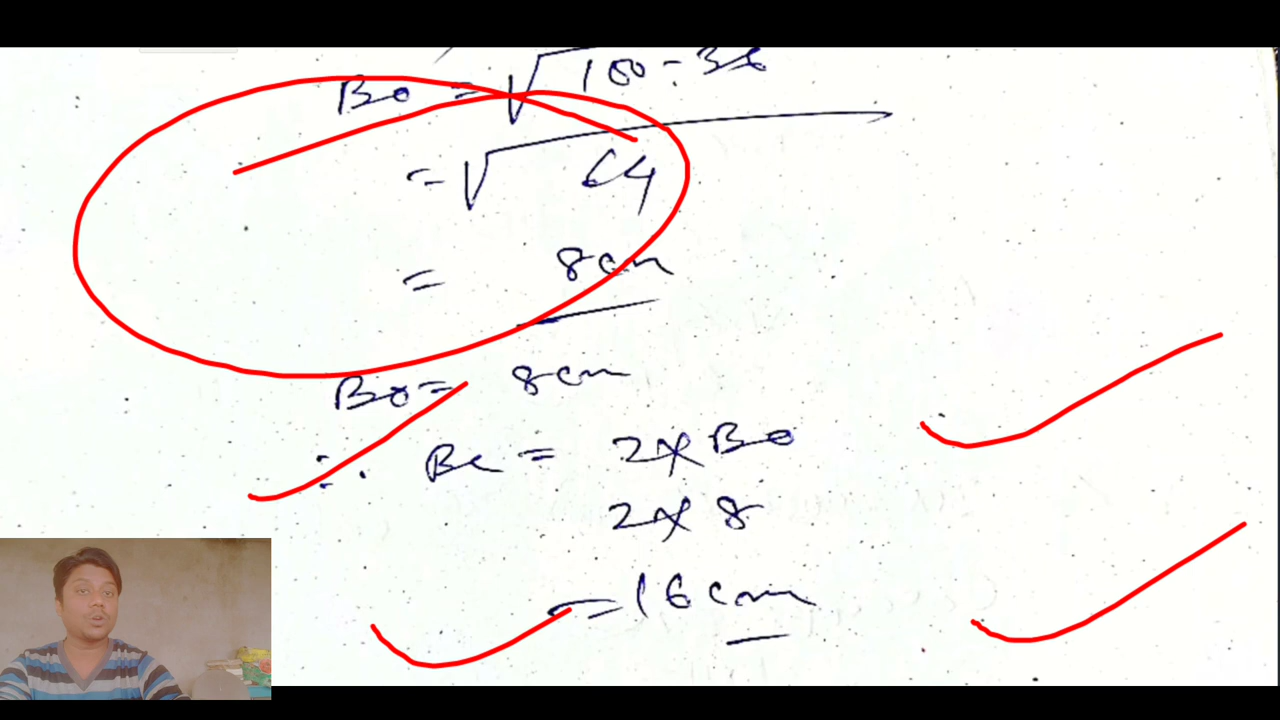 BO = √100-36
= √64
= 8cm
BO = 8cm
∴ BC = 2×BO
2×8
= 16cm